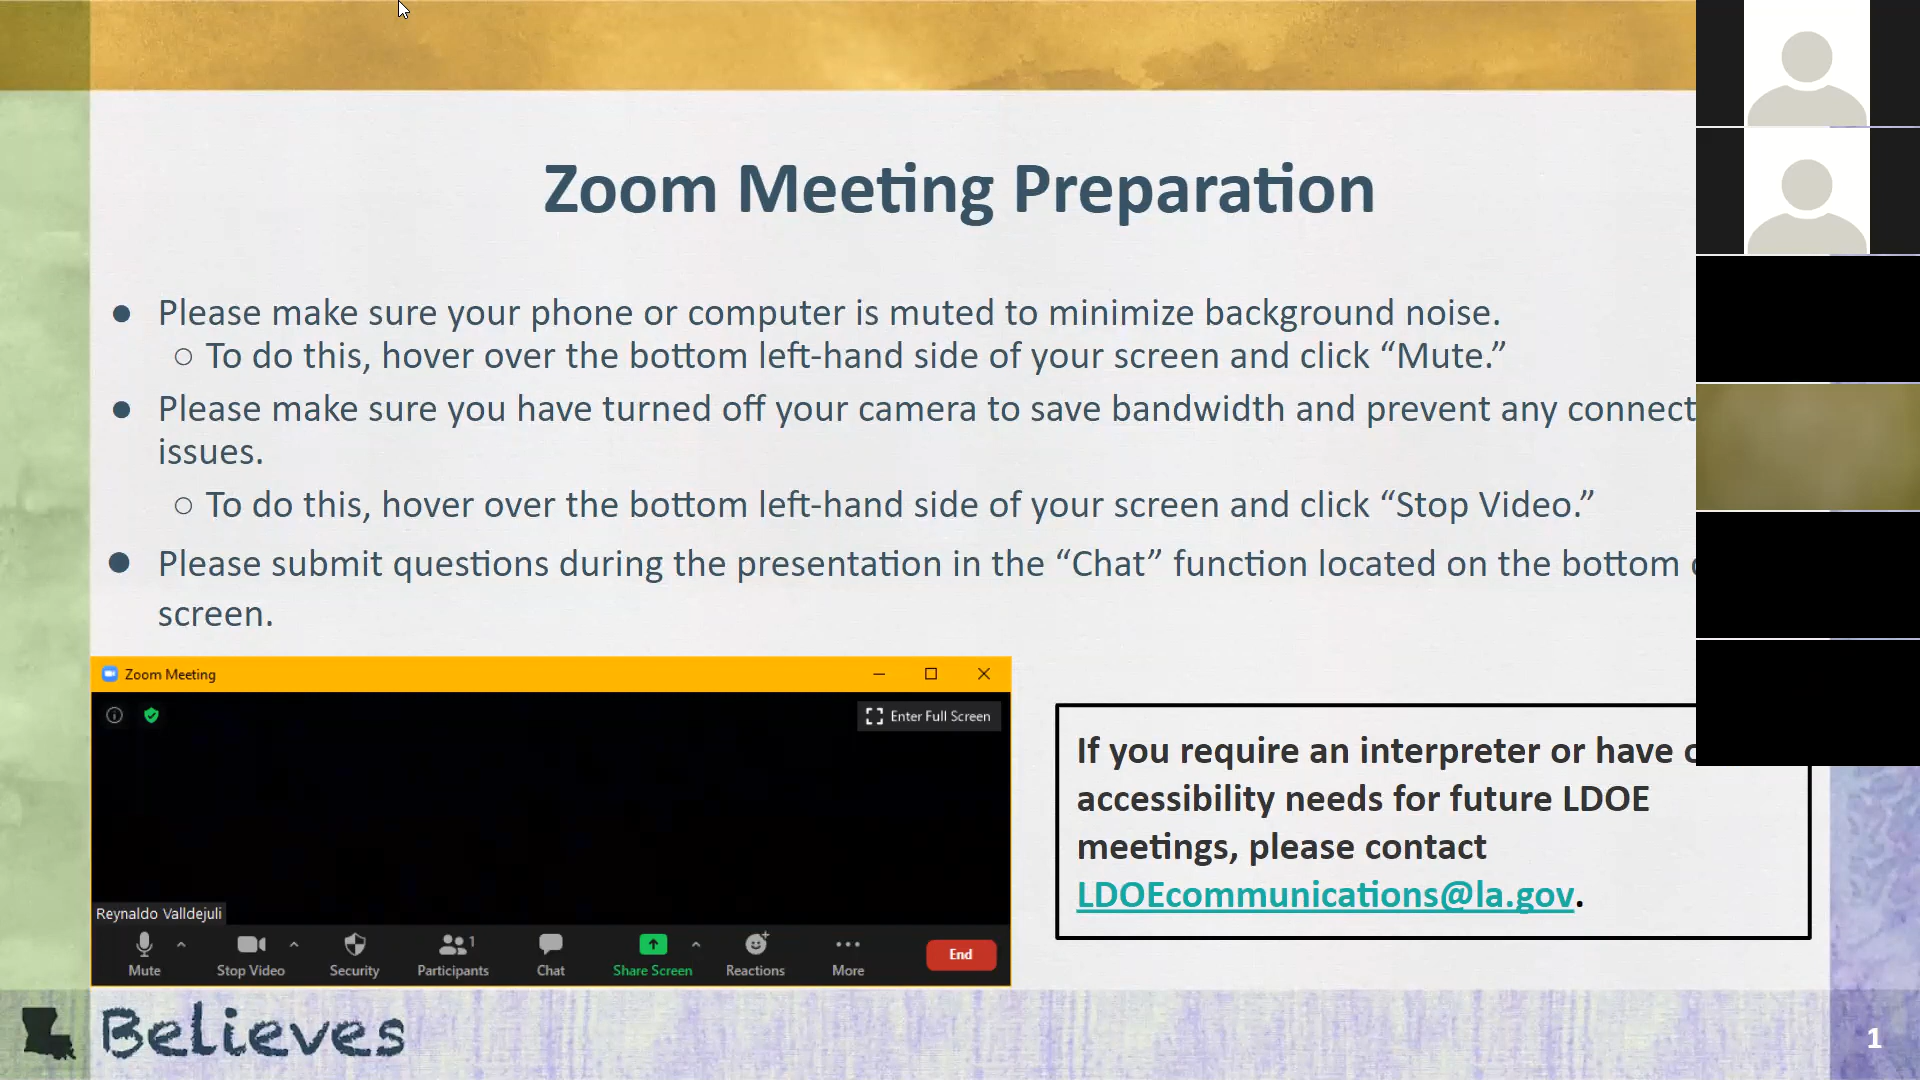 Zoom Meeting Preparation
● Please make sure your phone or computer is muted to minimize background noise.
○ To do this, hover over the bottom left-hand side of your screen and click “Mute.”
● Please make sure you have turned off your camera to save bandwidth and prevent any connect
issues.
○ To do this, hover over the bottom left-hand side of your screen and click “Stop Video.”
● Please submit questions during the presentation in the “Chat” function located on the bottom
screen.
Zoom Meeting
Enter Full Screen
Reynaldo Valldejuli
1
Mute Stop Video Security Participants Chat Share Screen Reactions More End
If you require an interpreter or have
accessibility needs for future LDOE
meetings, please contact
LDOEcommunications@la.gov.
Believes
1